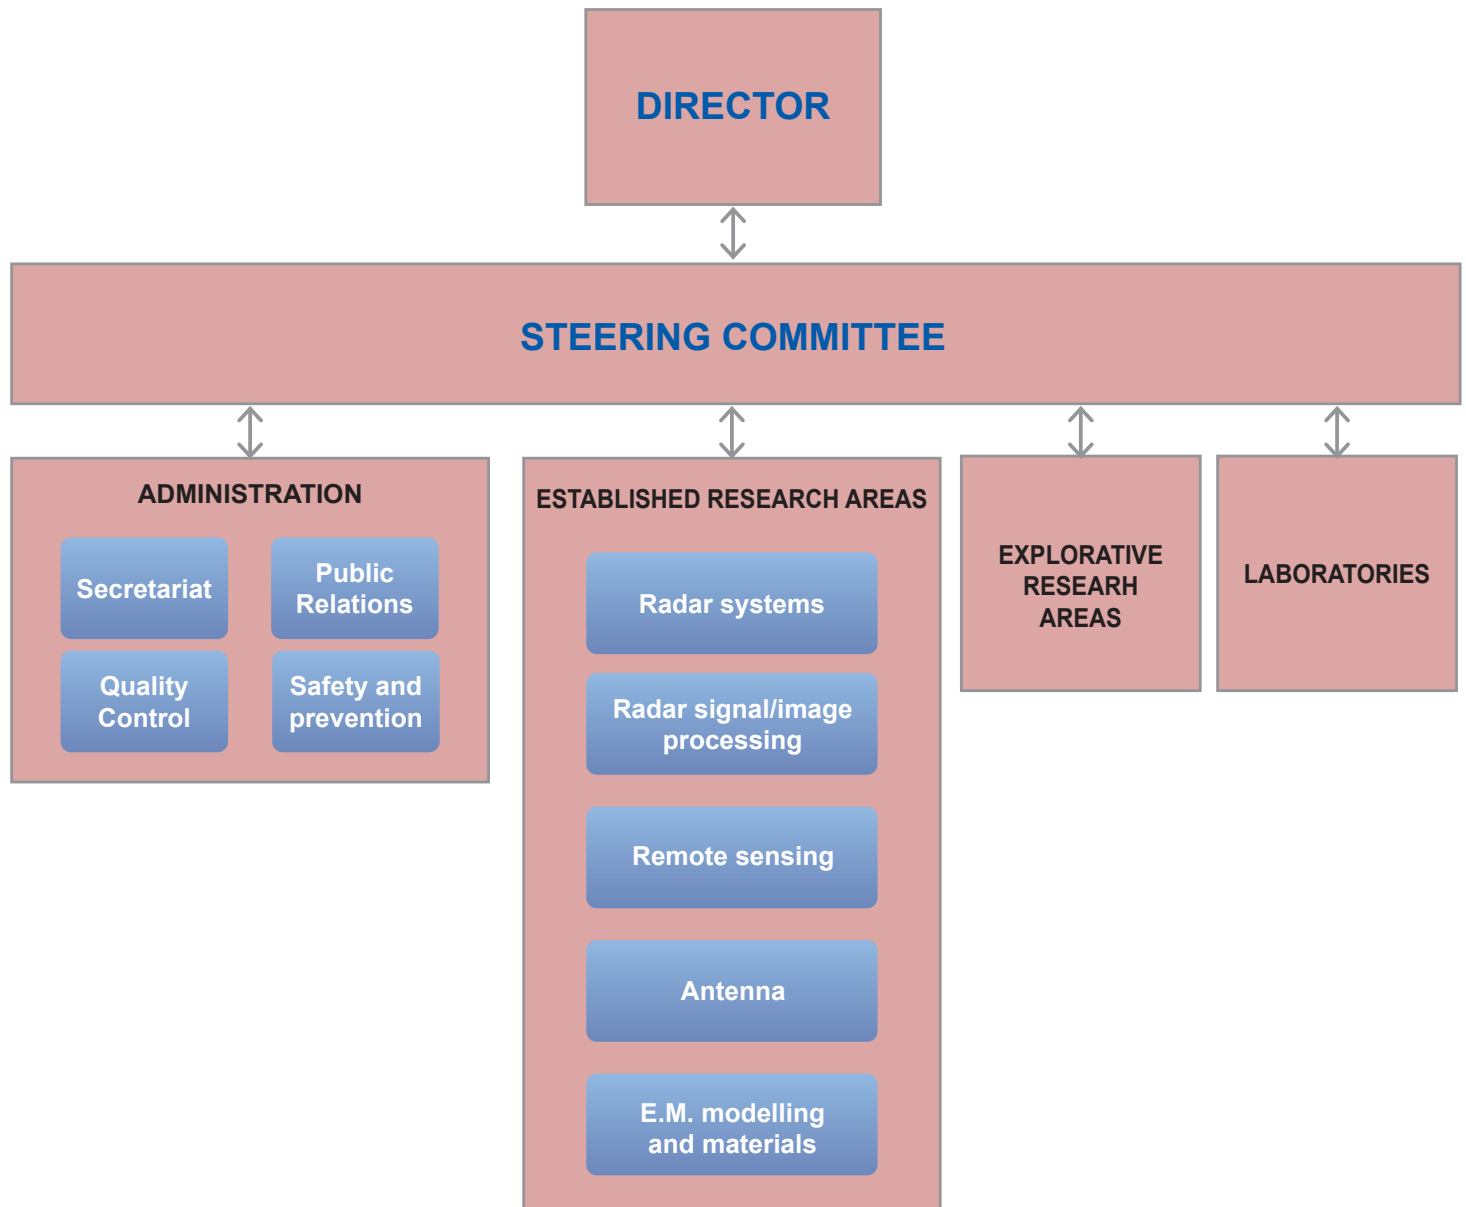 DIRECTOR
STEERING COMMITTEE
ADMINISTRATION
Secretariat
Public
Relations
Quality
Control
Safety and
prevention
ESTABLISHED RESEARCH AREAS
Radar systems
Radar signal/image
processing
Remote sensing
Antenna
E.M. modelling
and materials
EXPLORATIVE
RESEARH
AREAS
LABORATORIES